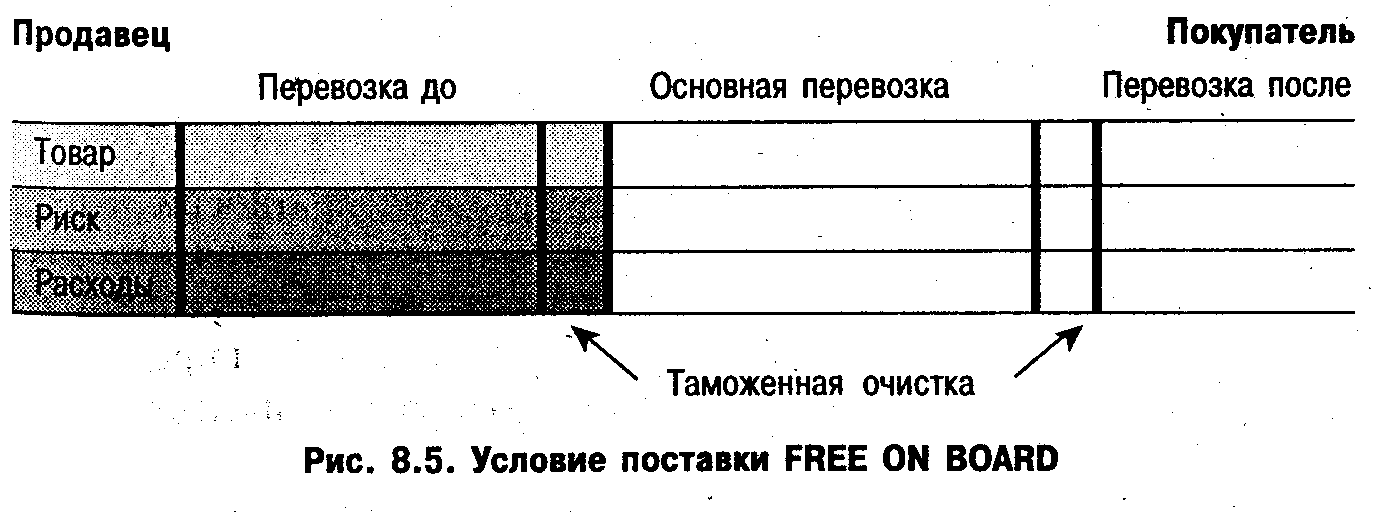 Продавец Покупатель
Перевозка до Основная перевозка Перевозка после
Товар
Риск
Расходы
Таможенная очистка
Рис. 8.5. Условие поставки FREE ON BOARD